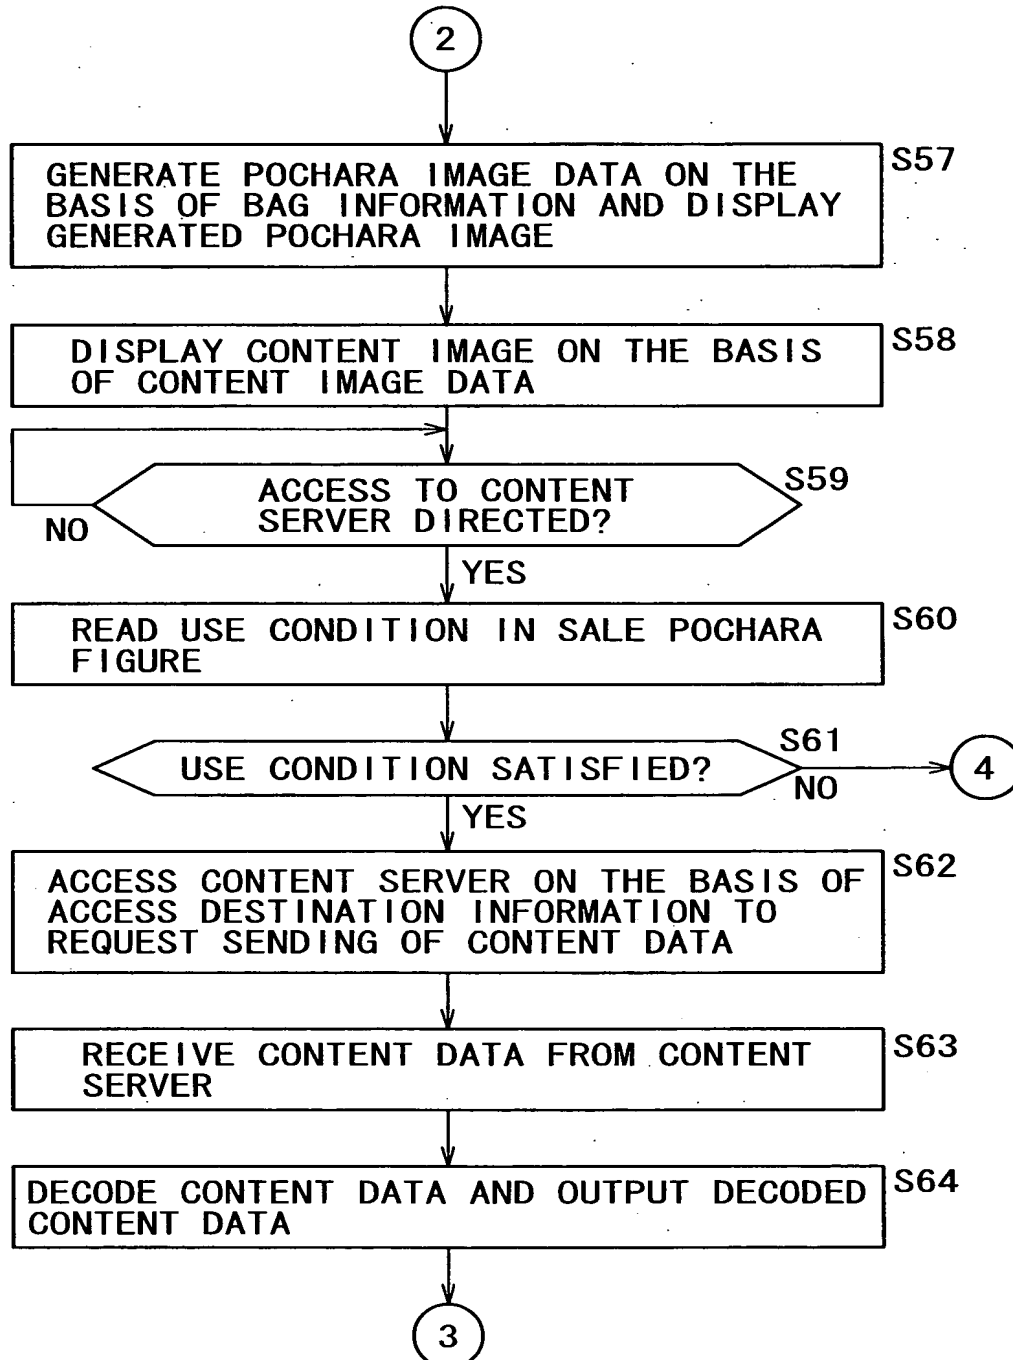 2
GENERATE POCHARA IMAGE DATA ON THE
BASIS OF BAG INFORMATION AND DISPLAY
GENERATED POCHARA IMAGE
S57
DISPLAY CONTENT IMAGE ON THE BASIS
OF CONTENT IMAGE DATA
S58
ACCESS TO CONTENT
SERVER DIRECTED?
S59
NO
YES
READ USE CONDITION IN SALE POCHARA
FIGURE
S60
USE CONDITION SATISFIED?
S61
NO
4
YES
ACCESS CONTENT SERVER ON THE BASIS OF
ACCESS DESTINATION INFORMATION TO
REQUEST SENDING OF CONTENT DATA
S62
RECEIVE CONTENT DATA FROM CONTENT
SERVER
S63
DECODE CONTENT DATA AND OUTPUT DECODED
CONTENT DATA
S64
3